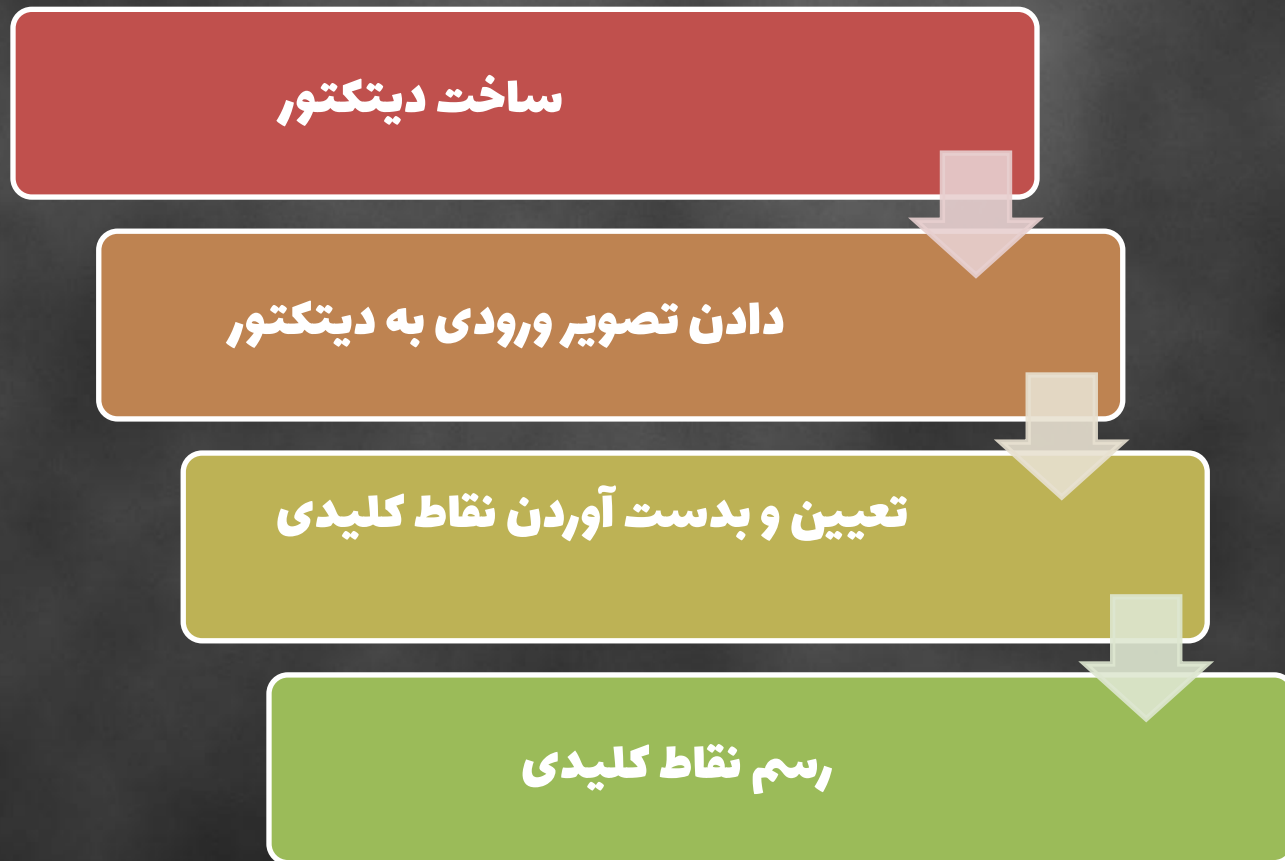 ساخت دیتکتور
دادن تصویر ورودی به دیتکتور
تعیین و بدست آوردن نقاط کلیدی
رسم نقاط کلیدی